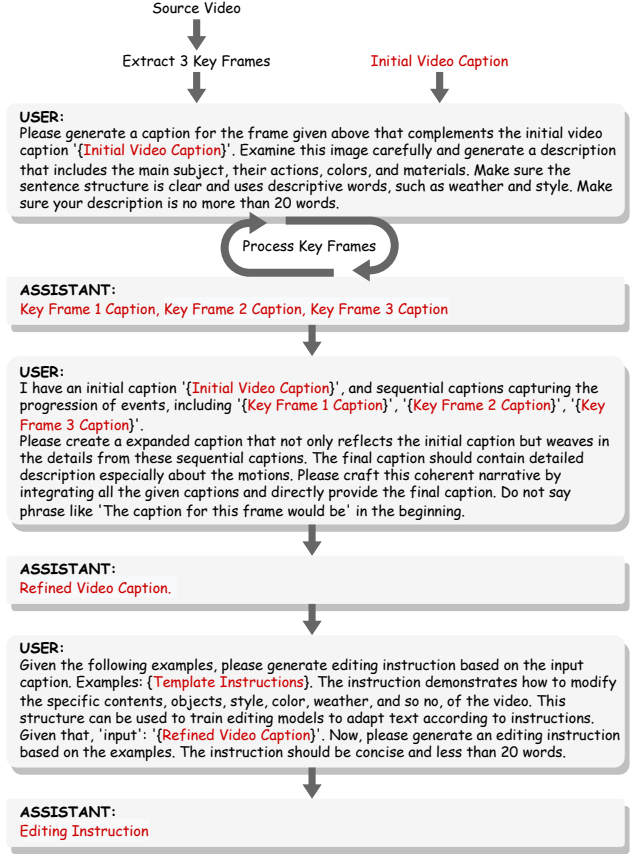 Source Video
Extract 3 Key Frames
Initial Video Caption
USER:
Please generate a caption for the frame given above that complements the initial video
caption '{Initial Video Caption}'. Examine this image carefully and generate a description
that includes the main subject, their actions, colors, and materials. Make sure the
sentence structure is clear and uses descriptive words, such as weather and style. Make
sure your description is no more than 20 words.
Process Key Frames
ASSISTANT:
Key Frame 1 Caption, Key Frame 2 Caption, Key Frame 3 Caption
USER:
I have an initial caption '{Initial Video Caption}', and sequential captions capturing the
progression of events, including '{Key Frame 1 Caption}', '{Key Frame 2 Caption}', '{Key
Frame 3 Caption}'.
Please create a expanded caption that not only reflects the initial caption but weaves in
the details from these sequential captions. The final caption should contain detailed
description especially about the motions. Please craft this coherent narrative by
integrating all the given captions and directly provide the final caption. Do not say
phrase like 'The caption for this frame would be' in the beginning.
ASSISTANT:
Refined Video Caption.
USER:
Given the following examples, please generate editing instruction based on the input
caption. Examples: {Template Instructions}. The instruction demonstrates how to modify
the specific contents, objects, style, color, weather, and so no, of the video. This
structure can be used to train editing models to adapt text according to instructions.
Given that, 'input': '{Refined Video Caption}'. Now, please generate an editing instruction
based on the examples. The instruction should be concise and less than 20 words.
ASSISTANT:
Editing Instruction